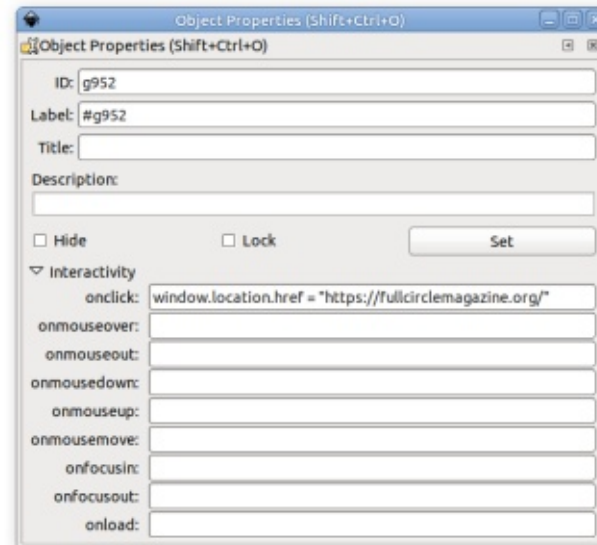 Object Properties (Shift+Ctrl+O)
Object Properties (Shift+Ctrl+O)
ID: g952
Label: #g952
Title:
Description:
Hide Lock Set
Interactivity
onclick: window.location.href = "https://fullcirclemagazine.org/"
onmouseover:
onmouseout:
onmousedown:
onmouseup:
onmousemove:
onfocusin:
onfocusout:
onload: